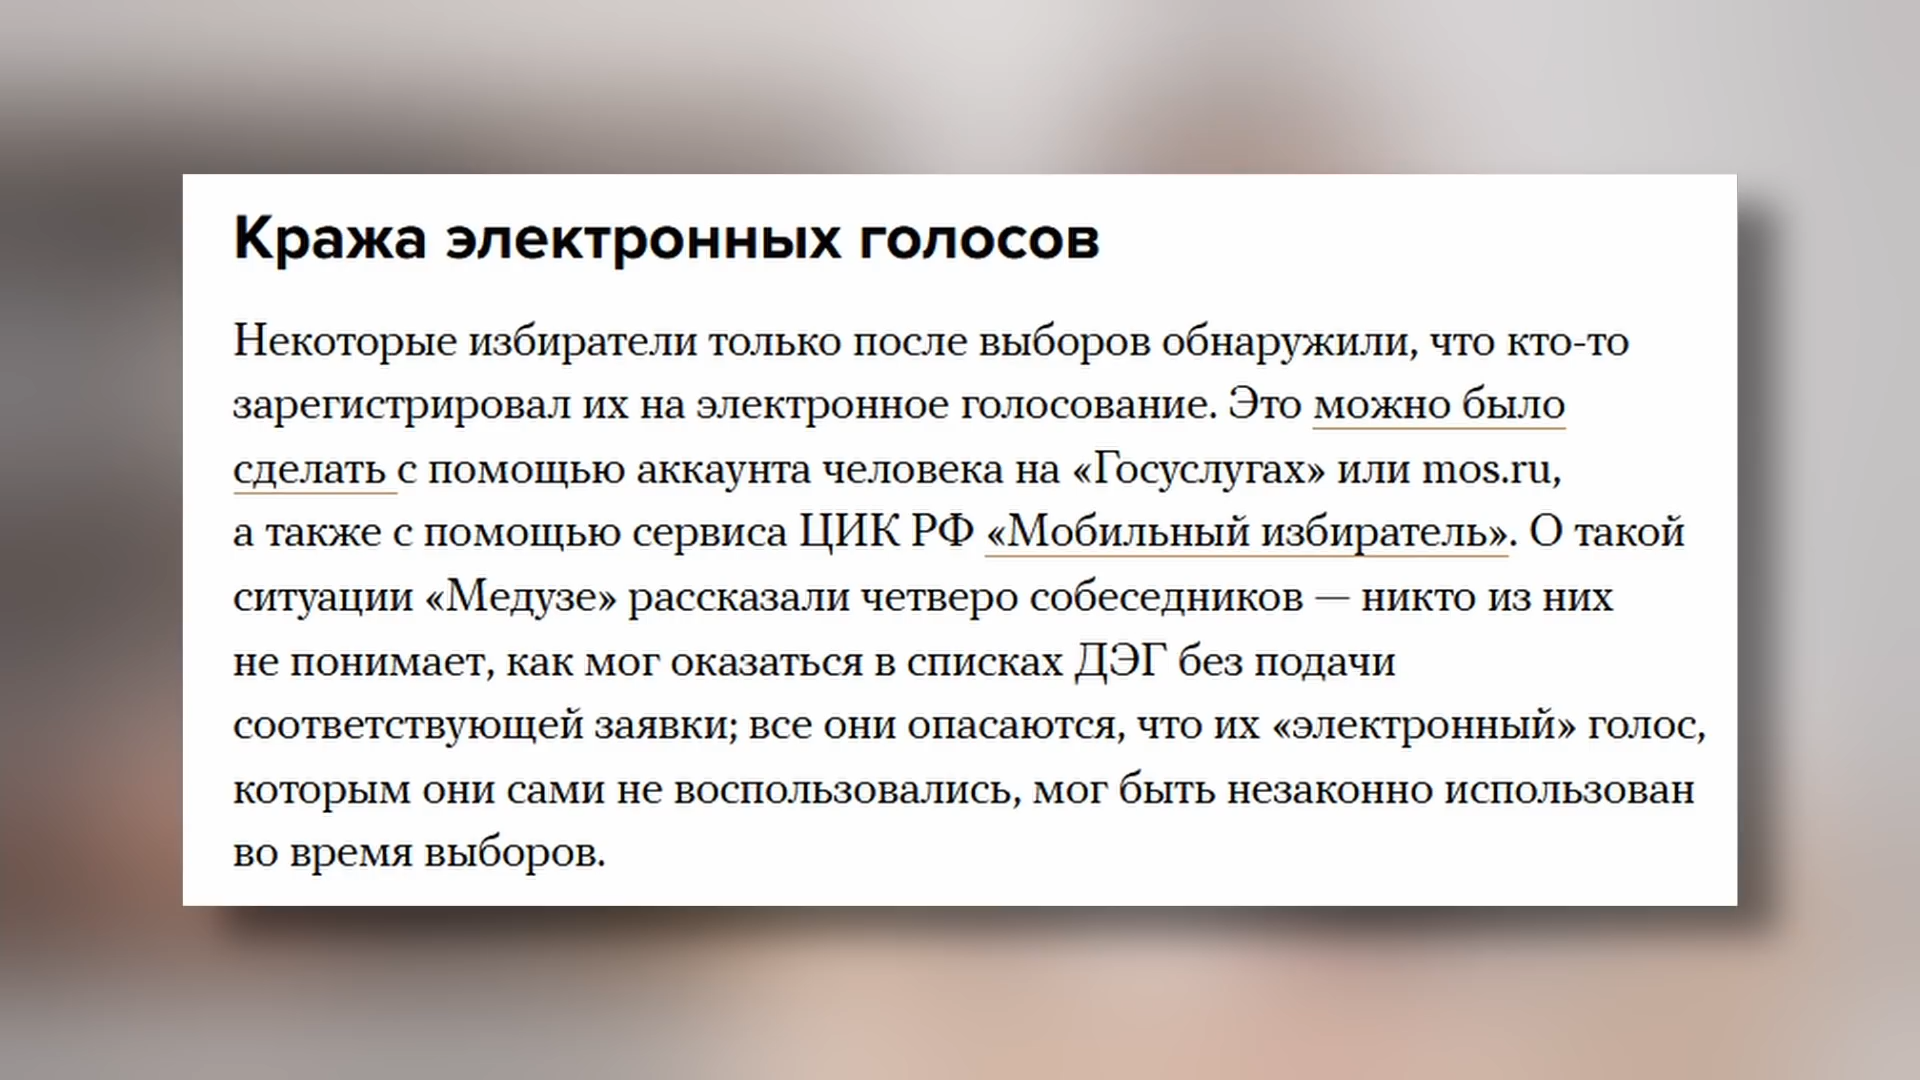 Кража электронных голосов
Некоторые избиратели только после выборов обнаружили, что кто-то
зарегистрировал их на электронное голосование. Это можно было
сделать с помощью аккаунта человека на «Госуслугах» или mos.ru,
а также с помощью сервиса ЦИК РФ «Мобильный избиратель». О такой
ситуации «Медузе» рассказали четверо собеседников — никто из них
не понимает, как мог оказаться в списках ДЭГ без подачи
соответствующей заявки; все они опасаются, что их «электронный» голос,
которым они сами не воспользовались, мог быть незаконно использован
во время выборов.